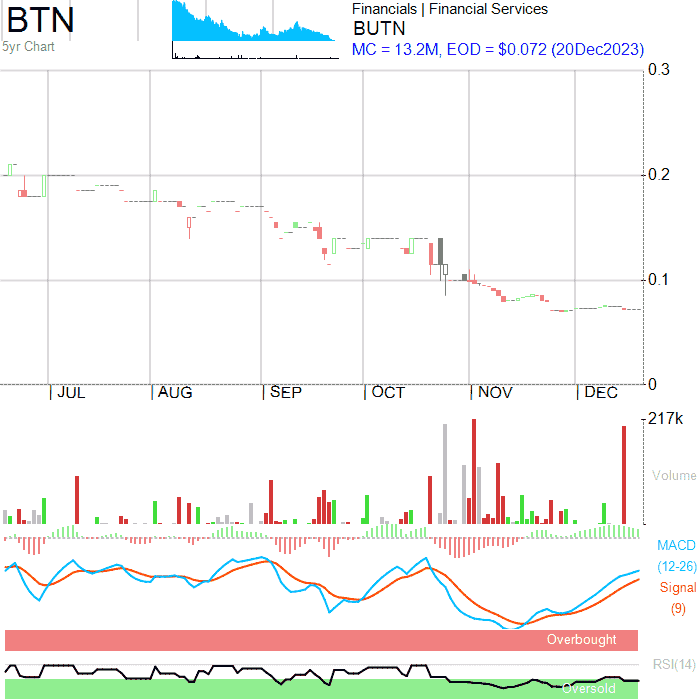 BTN
5yr Chart
Financials | Financial Services
BUTN
MC = 13.2M, EOD = $0.072 (20Dec2023)
0.3
0.2
0.1
0
JUL AUG SEP OCT NOV DEC
217k
Volume
MACD
(12-26)
Signal
(9)
Overbought
RSI(14)
Oversold